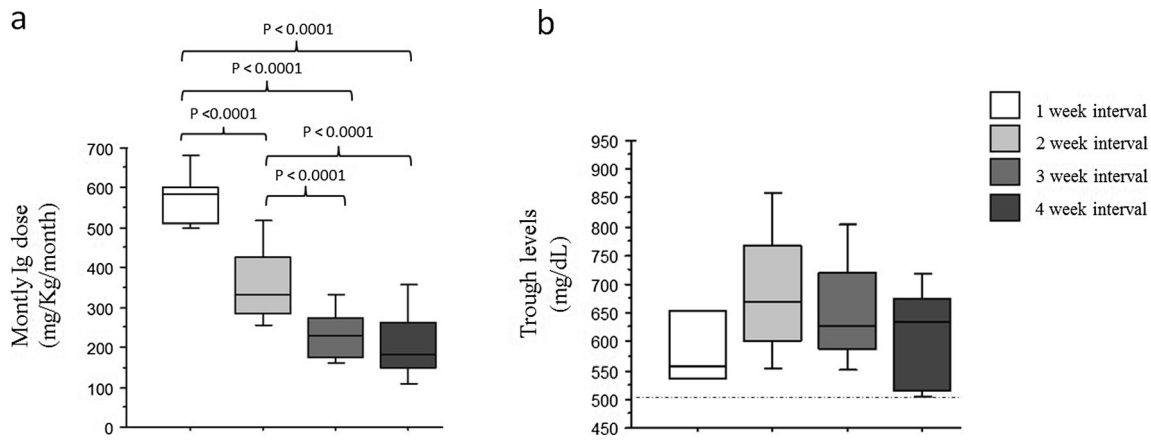 a
P < 0.0001
P < 0.0001
P <0.0001
P < 0.0001
P < 0.0001
Montly Ig dose
(mg/Kg/month)
700
600
500
400
300
200
100
0
b
Trough levels
(mg/dL)
950
900
850
800
750
700
650
600
550
500
450
1 week interval
2 week interval
3 week interval
4 week interval